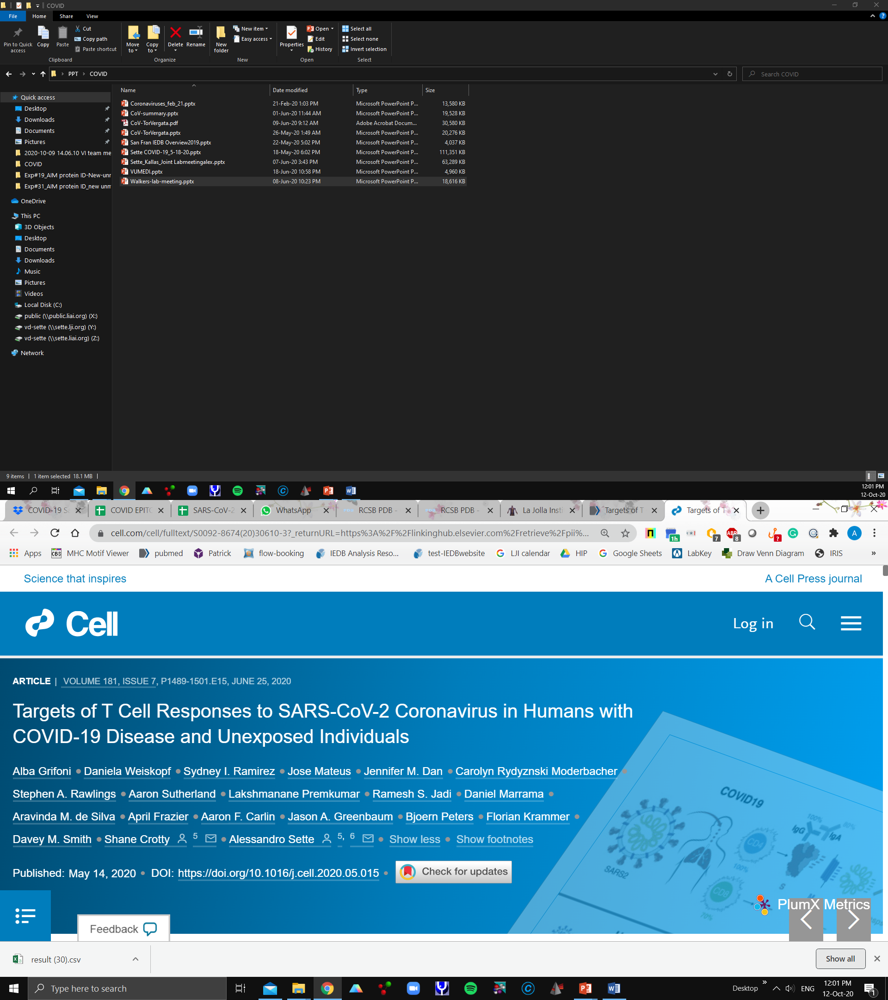 COVID
File Home Share View
Pin to Quick access
Copy
Paste
Cut
Copy path
Paste shortcut
Clipboard
Move to
Copy to
Delete
Rename
Organize
New folder
New item
Easy access
New
Properties
Open
Edit
History
Open
Select all
Select none
Invert selection
Select
PPT COVID
Search COVID
Name Date modified Type Size
Coronaviruses_feb_21.pptx 21-Feb-20 1:03 PM Microsoft PowerPoint P... 13,580 KB
CoV-summary.pptx 01-Jun-20 11:44 AM Microsoft PowerPoint P... 19,528 KB
CoV-TorVergata.pdf 09-Jun-20 9:12 AM Adobe Acrobat Docum... 30,580 KB
CoV-TorVergata.pptx 26-May-20 1:49 AM Microsoft PowerPoint P... 20,276 KB
San Fran IEDB Overview2019.pptx 22-May-20 5:02 PM Microsoft PowerPoint P... 4,037 KB
Sette COVID-19_5-18-20.pptx 18-May-20 6:02 PM Microsoft PowerPoint P... 111,351 KB
Sette_Kallas_Joint Labmeetingalex.pptx 07-Jun-20 3:43 PM Microsoft PowerPoint P... 63,289 KB
VUMEDI.pptx 18-Jun-20 10:58 PM Microsoft PowerPoint P... 4,960 KB
Walkers-lab-meeting.pptx 08-Jun-20 10:23 PM Microsoft PowerPoint P... 18,616 KB
Quick access
Desktop
Downloads
Documents
Pictures
2020-10-09 14.06.10 VI team me
COVID
Exp#19_AIM protein ID-New-unr
Exp#31_AIM protein ID_new unm
OneDrive
This PC
3D Objects
Desktop
Documents
Downloads
Music
Pictures
Videos
Local Disk (C:)
public (\\public.liai.org) (X:)
vd-sette (\\sette.lji.org) (Y:)
vd-sette (\\sette.liai.org) (Z:)
Network
9 items 1 item selected 18.1 MB
12:01 PM
12-Oct-20
COVID-19 S COVID EPITO SARS-CoV-2 WhatsApp RCSB PDB - RCSB PDB - La Jolla Insti Targets of T Targets of T
cell.com/cell/fulltext/S0092-8674(20)30610-3?_returnURL=https%3A%2F%2Flinkinghub.elsevier.com%2Fretrieve%2Fpii%...
1h 7 ABP 8 ? A
Apps CBS MHC Motif Viewer pubmed Patrick flow-booking IEDB Analysis Reso... test-IEDBwebsite LJI calendar HIP Google Sheets LabKey Draw Venn Diagram IRIS »
Science that inspires A Cell Press journal
Cell Log in
ARTICLE | VOLUME 181, ISSUE 7, P1489-1501.E15, JUNE 25, 2020
Targets of T Cell Responses to SARS-CoV-2 Coronavirus in Humans with
COVID-19 Disease and Unexposed Individuals
Alba Grifoni • Daniela Weiskopf • Sydney I. Ramirez • Jose Mateus • Jennifer M. Dan • Carolyn Rydyznski Moderbacher •
Stephen A. Rawlings • Aaron Sutherland • Lakshmanane Premkumar • Ramesh S. Jadi • Daniel Marrama •
Aravinda M. de Silva • April Frazier • Aaron F. Carlin • Jason A. Greenbaum • Bjoern Peters • Florian Krammer •
Davey M. Smith • Shane Crotty 5 • Alessandro Sette 5, 6 • Show less • Show footnotes
Published: May 14, 2020 • DOI: https://doi.org/10.1016/j.cell.2020.05.015 • Check for updates
COVID19
SARS2
100%
IgG
IgA
CD4
100%
CD8
70%
S
M
PlumX Metrics
Feedback
result (30).csv
Show all
Type here to search
Desktop » ENG
12:01 PM
12-Oct-20
1